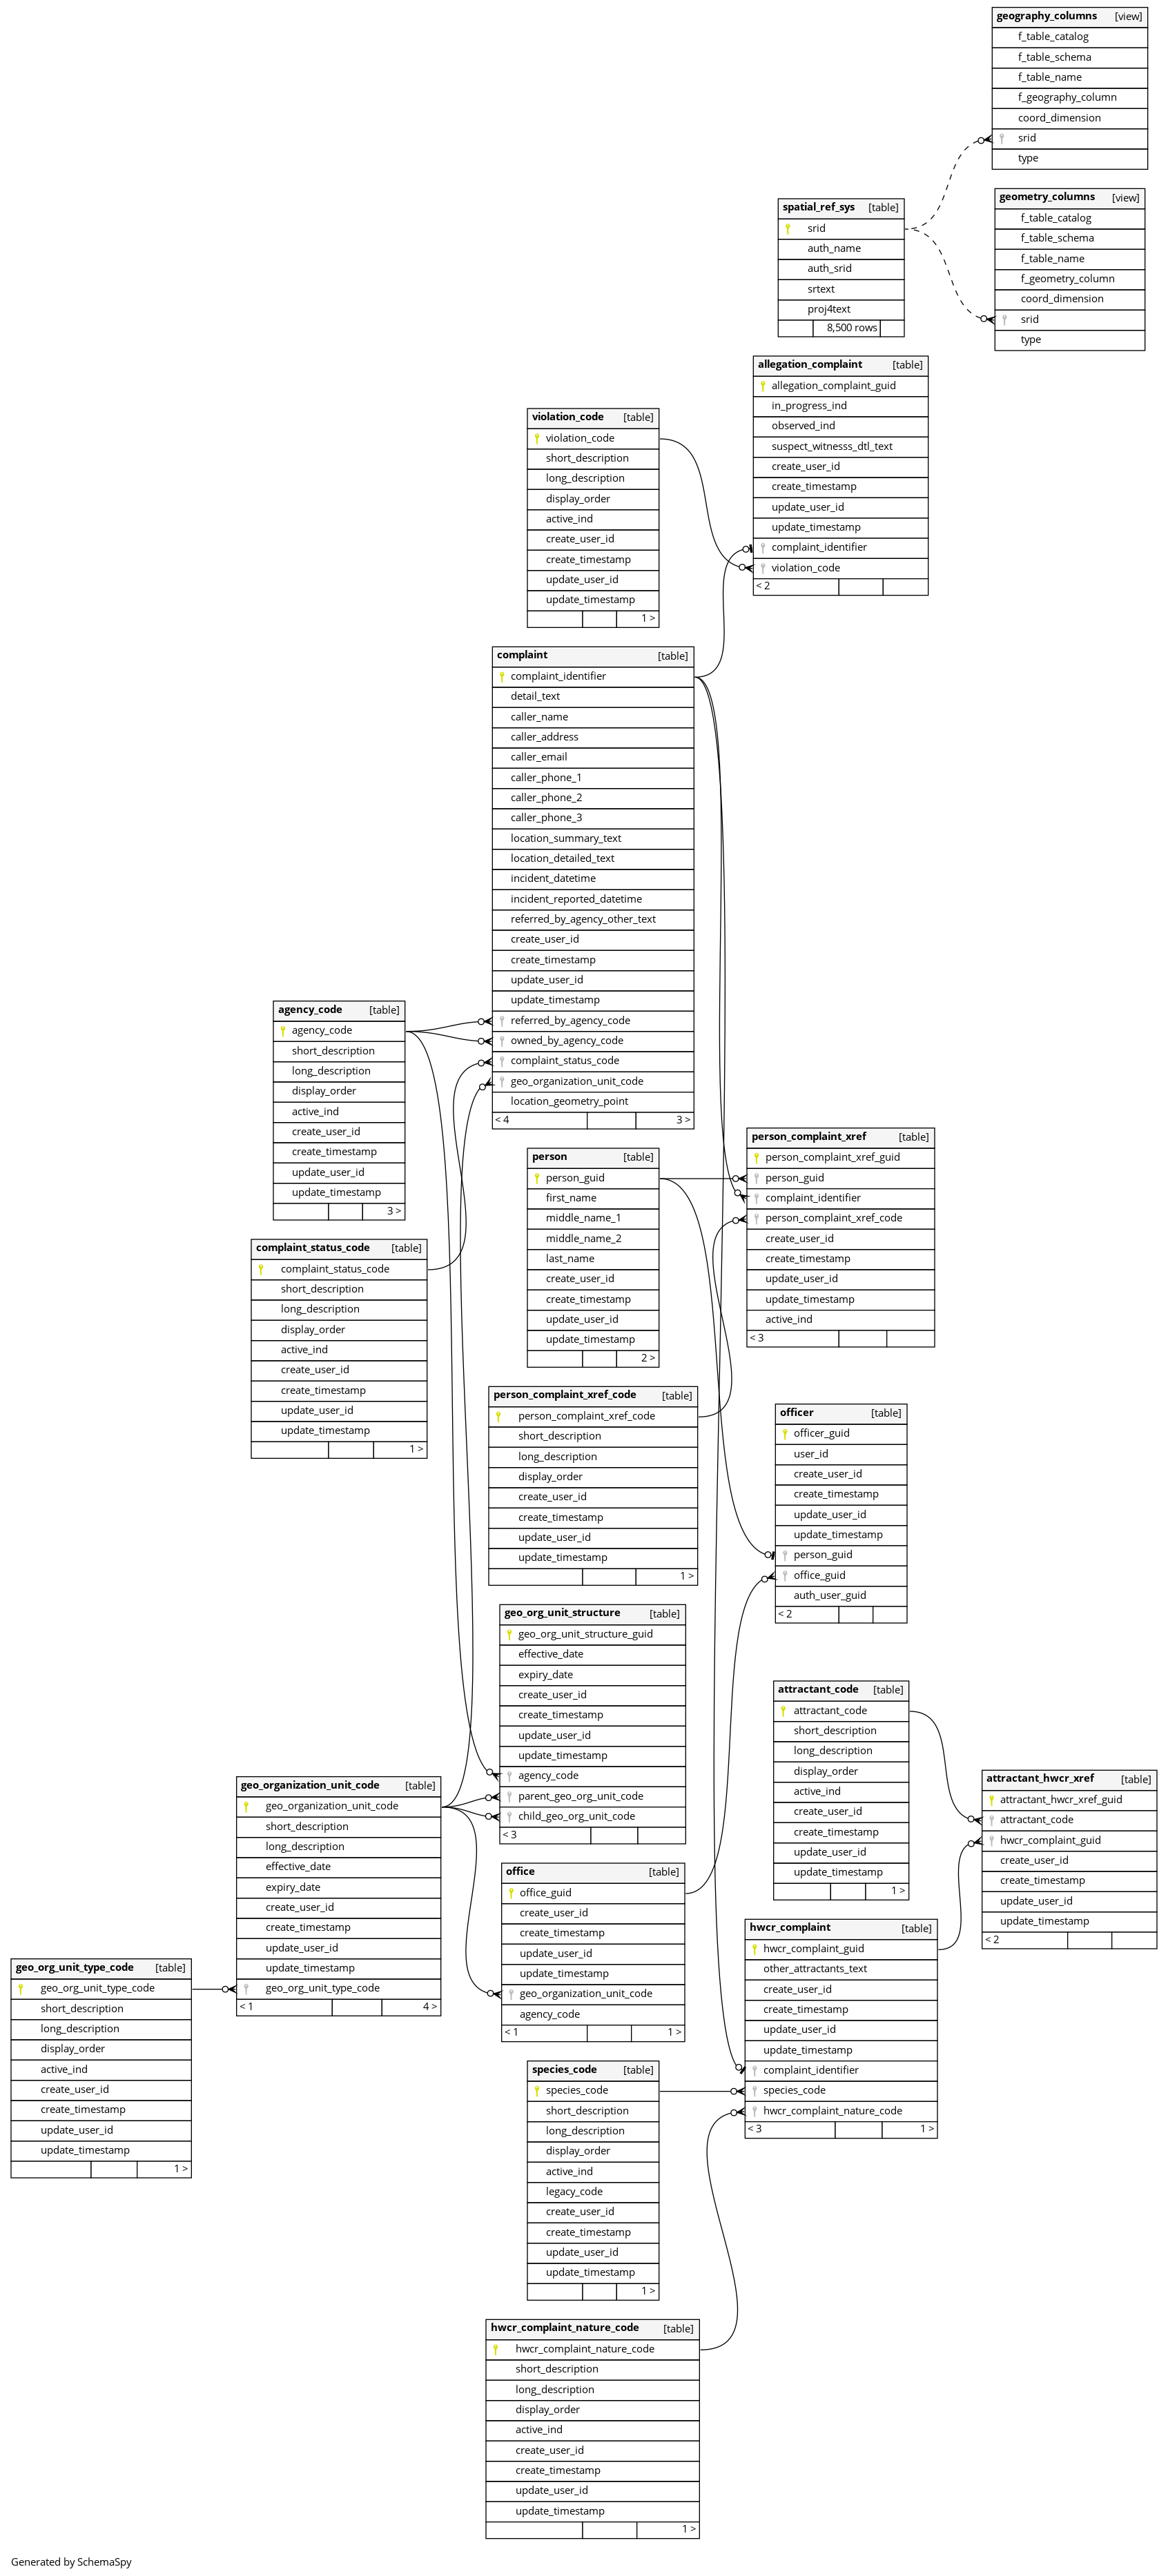 geography_columns [view]
f_table_catalog
f_table_schema
f_table_name
f_geography_column
coord_dimension
srid
type
geometry_columns [view]
f_table_catalog
f_table_schema
f_table_name
f_geometry_column
coord_dimension
srid
type
spatial_ref_sys [table]
srid
auth_name
auth_srid
srtext
proj4text
8,500 rows
allegation_complaint [table]
allegation_complaint_guid
in_progress_ind
observed_ind
suspect_witnesss_dtl_text
create_user_id
create_timestamp
update_user_id
update_timestamp
complaint_identifier
violation_code
< 2
violation_code [table]
violation_code
short_description
long_description
display_order
active_ind
create_user_id
create_timestamp
update_user_id
update_timestamp
1 >
complaint [table]
complaint_identifier
detail_text
caller_name
caller_address
caller_email
caller_phone_1
caller_phone_2
caller_phone_3
location_summary_text
location_detailed_text
incident_datetime
incident_reported_datetime
referred_by_agency_other_text
create_user_id
create_timestamp
update_user_id
update_timestamp
referred_by_agency_code
owned_by_agency_code
complaint_status_code
geo_organization_unit_code
location_geometry_point
< 4 3 >
agency_code [table]
agency_code
short_description
long_description
display_order
active_ind
create_user_id
create_timestamp
update_user_id
update_timestamp
3 >
person_complaint_xref [table]
person_complaint_xref_guid
person_guid
complaint_identifier
person_complaint_xref_code
create_user_id
create_timestamp
update_user_id
update_timestamp
active_ind
< 3
person [table]
person_guid
first_name
middle_name_1
middle_name_2
last_name
create_user_id
create_timestamp
update_user_id
update_timestamp
2 >
complaint_status_code [table]
complaint_status_code
short_description
long_description
display_order
active_ind
create_user_id
create_timestamp
update_user_id
update_timestamp
1 >
person_complaint_xref_code [table]
person_complaint_xref_code
short_description
long_description
display_order
create_user_id
create_timestamp
update_user_id
update_timestamp
1 >
officer [table]
officer_guid
user_id
create_user_id
create_timestamp
update_user_id
update_timestamp
person_guid
office_guid
auth_user_guid
< 2
geo_org_unit_structure [table]
geo_org_unit_structure_guid
effective_date
expiry_date
create_user_id
create_timestamp
update_user_id
update_timestamp
agency_code
parent_geo_org_unit_code
child_geo_org_unit_code
< 3
attractant_code [table]
attractant_code
short_description
long_description
display_order
active_ind
create_user_id
create_timestamp
update_user_id
update_timestamp
1 >
attractant_hwcr_xref [table]
attractant_hwcr_xref_guid
attractant_code
hwcr_complaint_guid
create_user_id
create_timestamp
update_user_id
update_timestamp
< 2
geo_organization_unit_code [table]
geo_organization_unit_code
short_description
long_description
effective_date
expiry_date
create_user_id
create_timestamp
update_user_id
update_timestamp
geo_org_unit_type_code
< 1 4 >
office [table]
office_guid
create_user_id
create_timestamp
update_user_id
update_timestamp
geo_organization_unit_code
agency_code
< 1 1 >
hwcr_complaint [table]
hwcr_complaint_guid
other_attractants_text
create_user_id
create_timestamp
update_user_id
update_timestamp
complaint_identifier
species_code
hwcr_complaint_nature_code
< 3 1 >
geo_org_unit_type_code [table]
geo_org_unit_type_code
short_description
long_description
display_order
active_ind
create_user_id
create_timestamp
update_user_id
update_timestamp
1 >
species_code [table]
species_code
short_description
long_description
display_order
active_ind
legacy_code
create_user_id
create_timestamp
update_user_id
update_timestamp
1 >
hwcr_complaint_nature_code [table]
hwcr_complaint_nature_code
short_description
long_description
display_order
active_ind
create_user_id
create_timestamp
update_user_id
update_timestamp
1 >
Generated by SchemaSpy